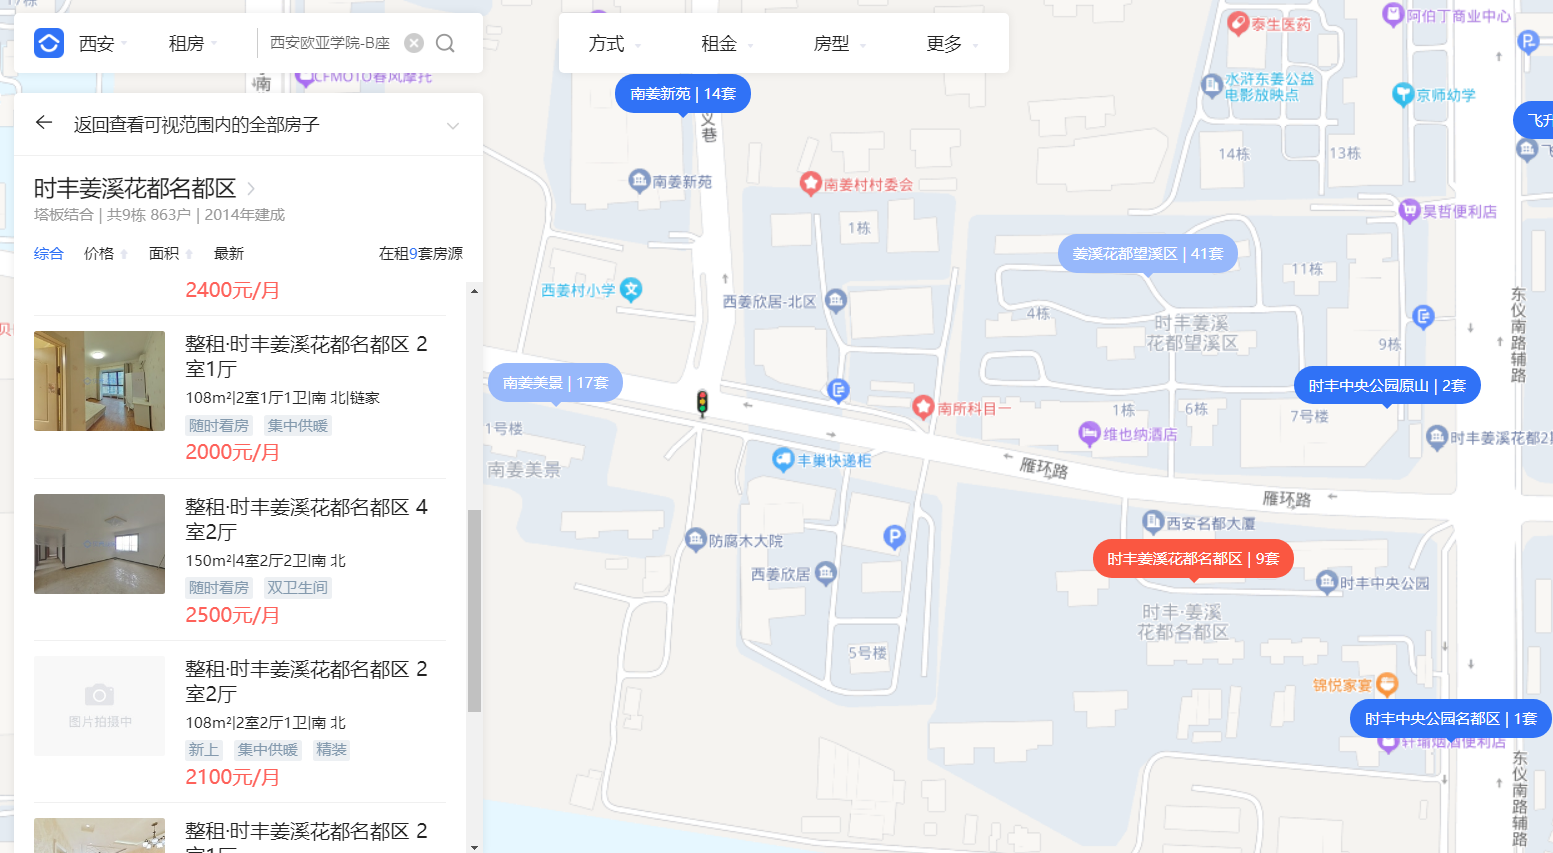 西安
租房
西安欧亚学院-B座
方式
租金
房型
更多
返回查看可视范围内的全部房子
时丰姜溪花都名都区
塔板结合 | 共9栋 863户 | 2014年建成
综合 价格 面积 最新 在租9套房源
2400元/月
整租·时丰姜溪花都名都区 2
室1厅
108m²|2室1厅1卫|南 北|链家
随时看房 集中供暖
2000元/月
整租·时丰姜溪花都名都区 4
室2厅
150m²|4室2厅2卫|南 北
随时看房 双卫生间
2500元/月
图片拍摄中
整租·时丰姜溪花都名都区 2
室2厅
108m²|2室2厅1卫|南 北
新上 集中供暖 精装
2100元/月
整租·时丰姜溪花都名都区 2
室1厅
南
CFMOTO春风摩托
南姜新苑 | 14套
义巷
泰生医药
阿伯丁商业中心
P
水浒东姜公益
电影放映点
京师幼学
飞升
飞
14栋
13栋
南姜新苑
南姜村村委会
昊哲便利店
1栋
姜溪花都望溪区 | 41套
11栋
西姜村小学
文
西姜欣居-北区
4栋
时丰姜溪
花都望溪区
9栋
东仪南路辅路
南姜美景 | 17套
时丰中央公园原山 | 2套
南所科目一
1栋
6栋
7号楼
维也纳酒店
时丰姜溪花都2期
1号楼
南姜美景
丰巢快递柜
雁环路
雁环路
西安名都大厦
防腐木大院
P
时丰姜溪花都名都区 | 9套
西姜欣居
时丰中央公园
时丰·姜溪
花都名都区
5号楼
锦悦家宴
时丰中央公园名都区 | 1套
轩瑞烟酒便利店
东仪南路辅路